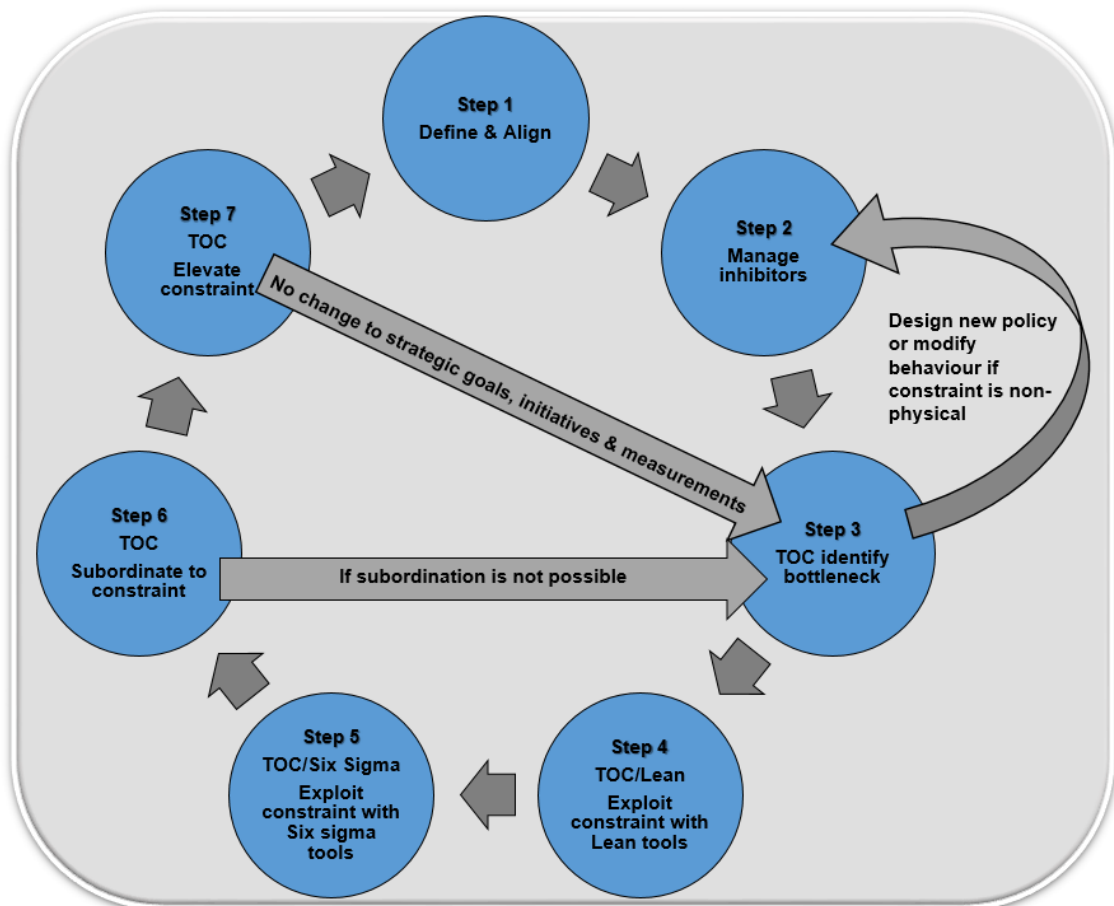 Step 1
Define & Align
Step 2
Manage
inhibitors
Design new policy
or modify
behaviour if
constraint is non-
physical
Step 3
TOC identify
bottleneck
Step 4
TOC/Lean
Exploit
constraint with
Lean tools
Step 5
TOC/Six Sigma
Exploit
constraint with
Six sigma
tools
Step 6
TOC
Subordinate to
constraint
If subordination is not possible
Step 7
TOC
Elevate
constraint
No change to strategic goals, initiatives & measurements